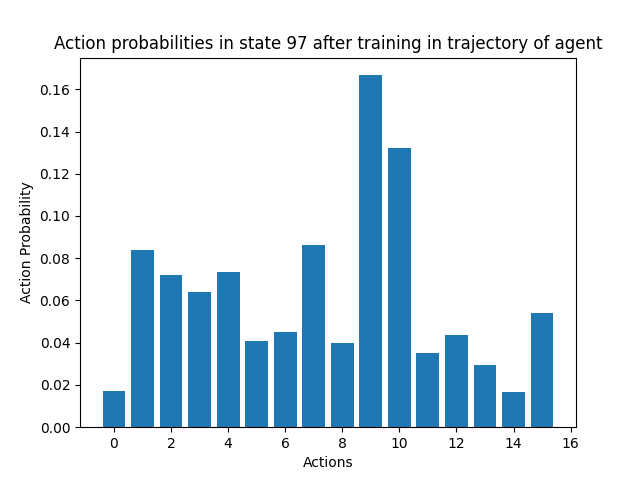 Action probabilities in state 97 after training in trajectory of agent
0.16
0.14
0.12
0.10
0.08
0.06
0.04
0.02
0.00
Action Probability
0 2 4 6 8 10 12 14 16
Actions